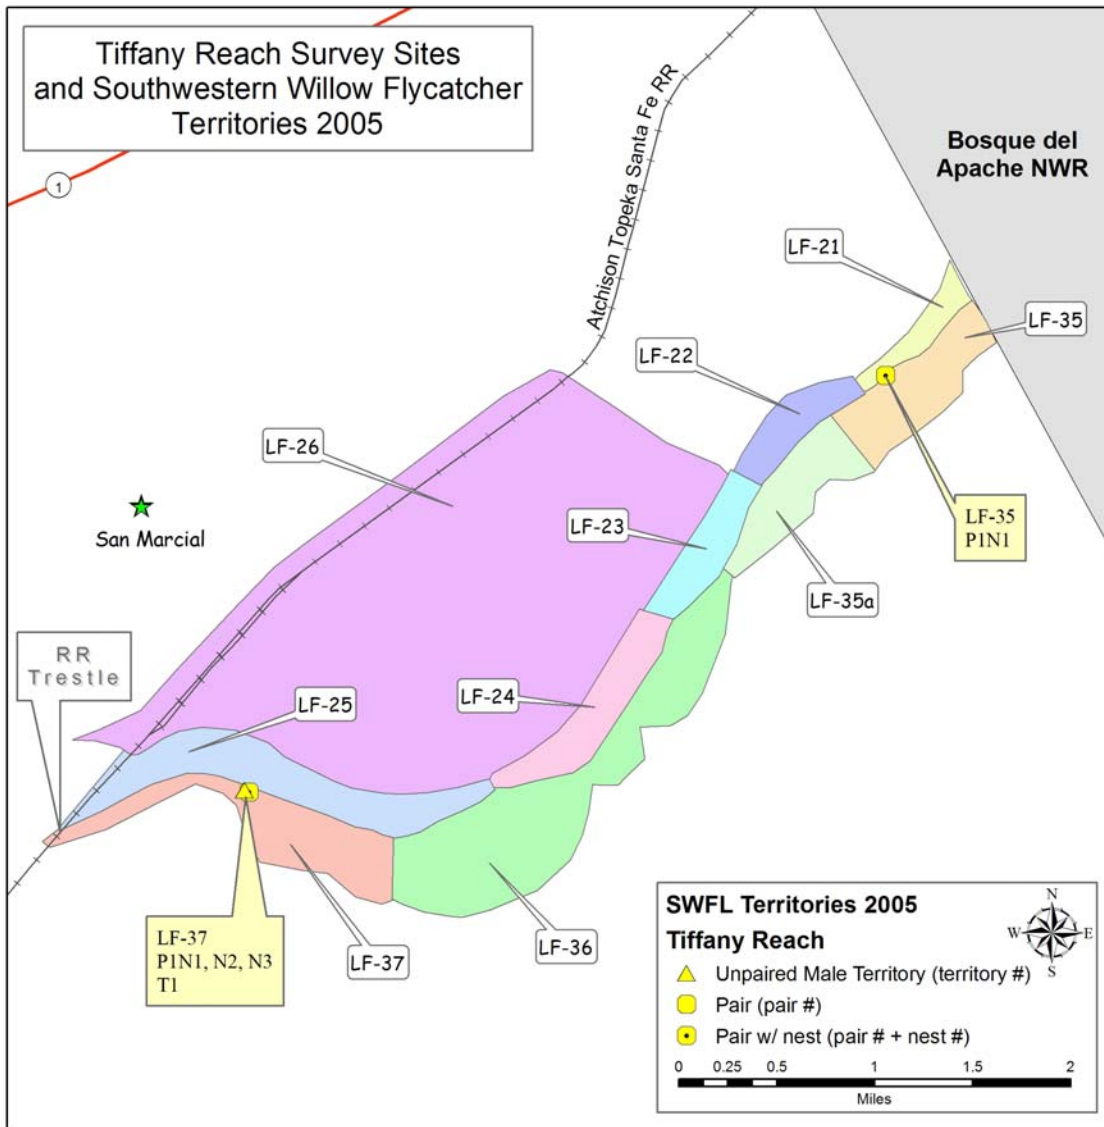 Tiffany Reach Survey Sites
and Southwestern Willow Flycatcher
Territories 2005
1
Atchison Topeka Santa Fe RR
Bosque del
Apache NWR
LF-21
LF-35
LF-22
LF-26
San Marcial
LF-23
LF-35
P1N1
LF-35a
RR
Trestle
LF-25
LF-24
LF-37
P1N1, N2, N3
T1
LF-37
LF-36
SWFL Territories 2005
Tiffany Reach
N
W
E
S
Unpaired Male Territory (territory #)
Pair (pair #)
Pair w/ nest (pair # + nest #)
0 0.25 0.5 1 1.5 2
Miles